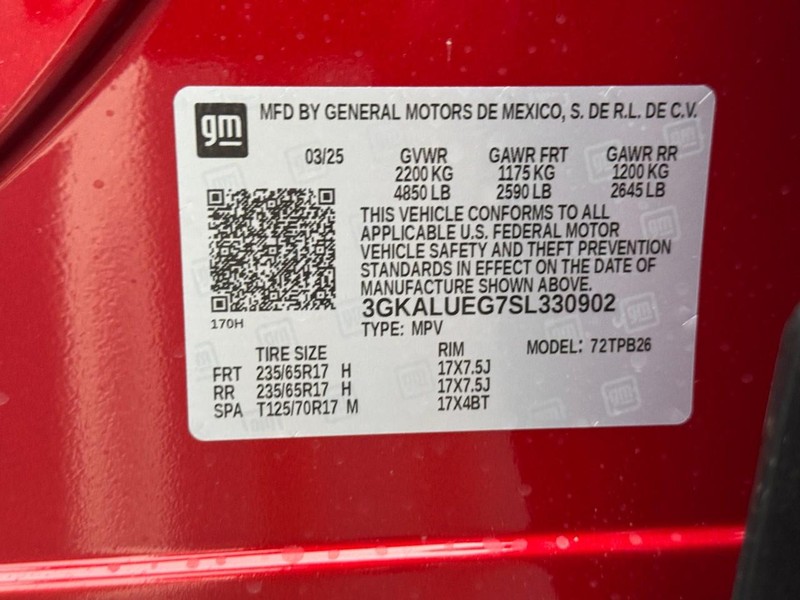 gm MFD BY GENERAL MOTORS DE MEXICO, S. DE R.L. DE C.V.
03/25 GVWR GAWR FRT GAWR RR
2200 KG 1175 KG 1200 KG
4850 LB 2590 LB 2645 LB
THIS VEHICLE CONFORMS TO ALL
APPLICABLE U.S. FEDERAL MOTOR
VEHICLE SAFETY AND THEFT PREVENTION
STANDARDS IN EFFECT ON THE DATE OF
MANUFACTURE SHOWN ABOVE.
3GKALUEG7SL330902
170H
TYPE: MPV
TIRE SIZE RIM MODEL: 72TPB26
FRT 235/65R17 H 17X7.5J
RR 235/65R17 H 17X7.5J
SPA T125/70R17 M 17X4BT